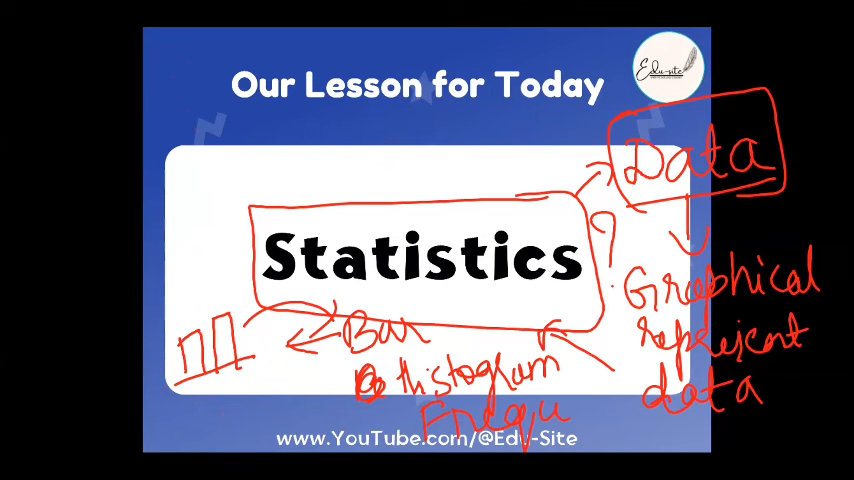 Our Lesson for Today
Edu-site
Data
Statistics
?
Graphical
represent
data
Bar
histogram
Frequ
www.YouTube.com/@Edu-Site